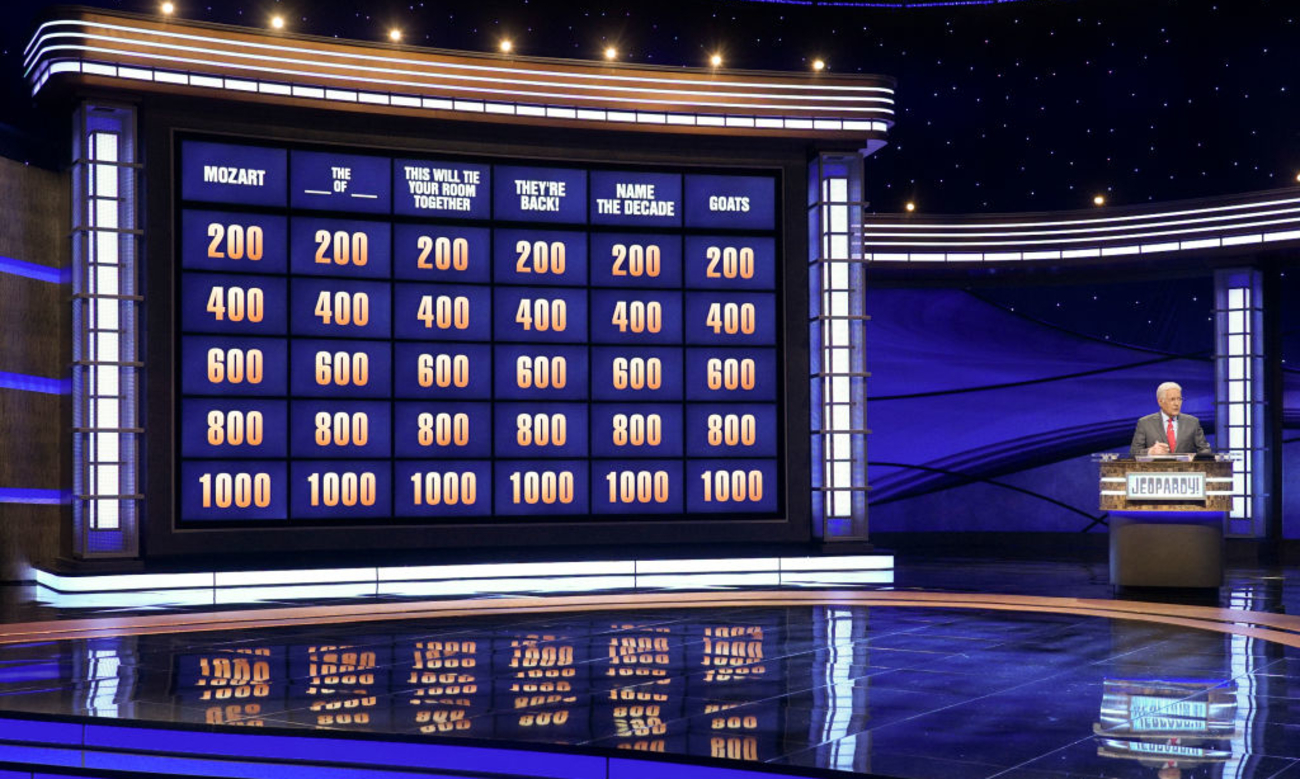 MOZART
THE
___ OF ___
THIS WILL TIE
YOUR ROOM
TOGETHER
THEY'RE
BACK!
NAME
THE DECADE
GOATS
200 200 200 200 200 200
400 400 400 400 400 400
600 600 600 600 600 600
800 800 800 800 800 800
1000 1000 1000 1000 1000 1000
JEOPARDY!